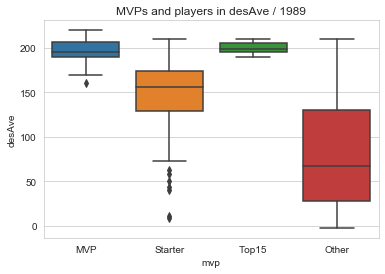 MVPs and players in desAve / 1989
200
150
100
50
0
desAve
MVP Starter Top15 Other
mvp